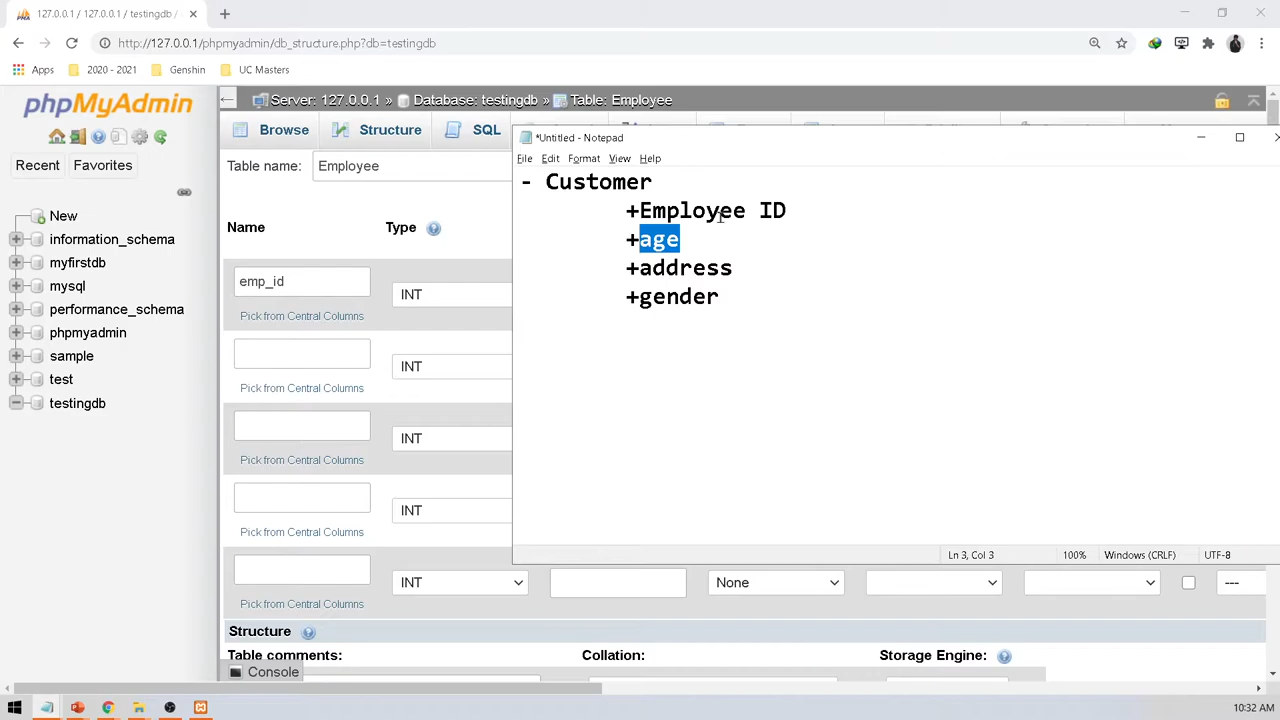 127.0.0.1 / 127.0.0.1 / testingdb /
http://127.0.0.1/phpmyadmin/db_structure.php?db=testingdb
Apps 2020 - 2021 Genshin UC Masters
phpMyAdmin
Recent Favorites
New
information_schema
myfirstdb
mysql
performance_schema
phpmyadmin
sample
test
testingdb
Server: 127.0.0.1 » Database: testingdb » Table: Employee
Browse Structure SQL
Table name: Employee
Name Type
emp_id INT
Pick from Central Columns
INT
Pick from Central Columns
INT
Pick from Central Columns
INT
Pick from Central Columns
INT None ---
Pick from Central Columns
Structure
Table comments: Collation: Storage Engine:
Console
*Untitled - Notepad
File Edit Format View Help
- Customer
+Employee ID
+age
+address
+gender
Ln 3, Col 3 100% Windows (CRLF) UTF-8
10:32 AM